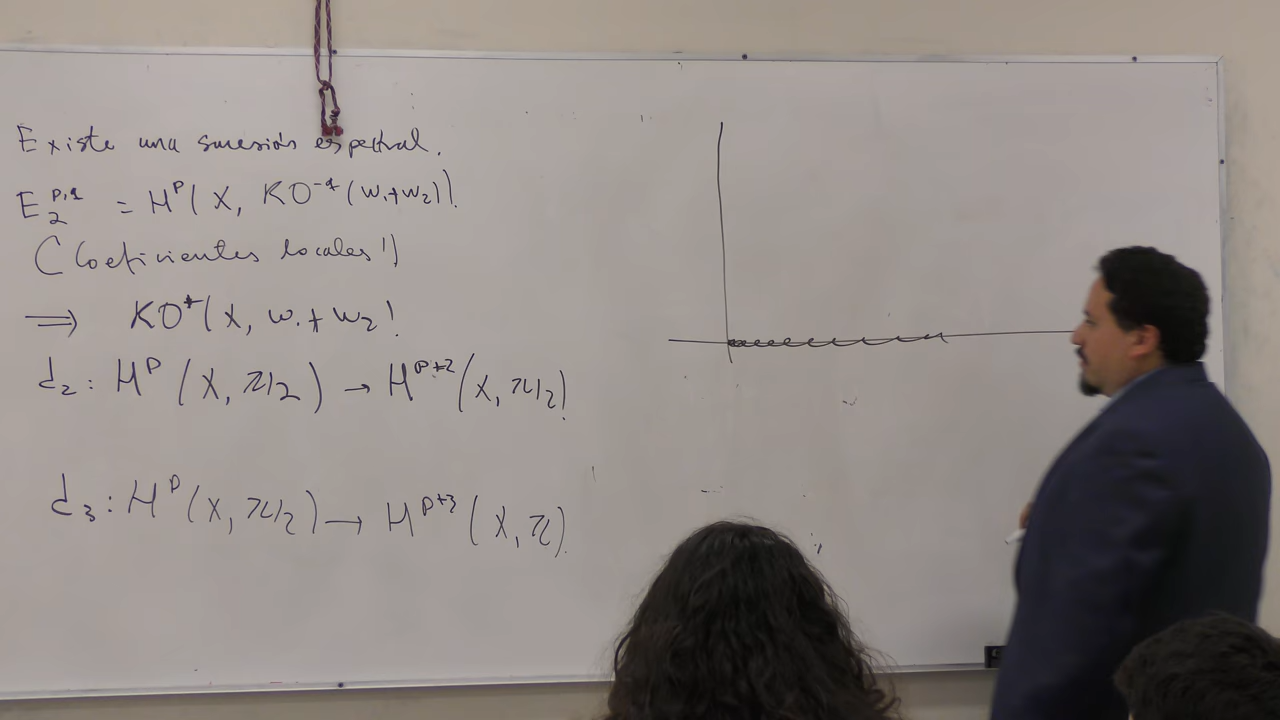 Existe una sucesión espectral.
E₂^{p,q} = H^p(X, KO^{-q}(w₁+w₂)).
(Coeficientes locales!)
⟹ KO^*(X, w₁+w₂).
d₂: H^p(X, ℤ/2) → H^{p+2}(X, ℤ/2)
d₃: H^p(X, ℤ/2) → H^{p+3}(X, ℤ).